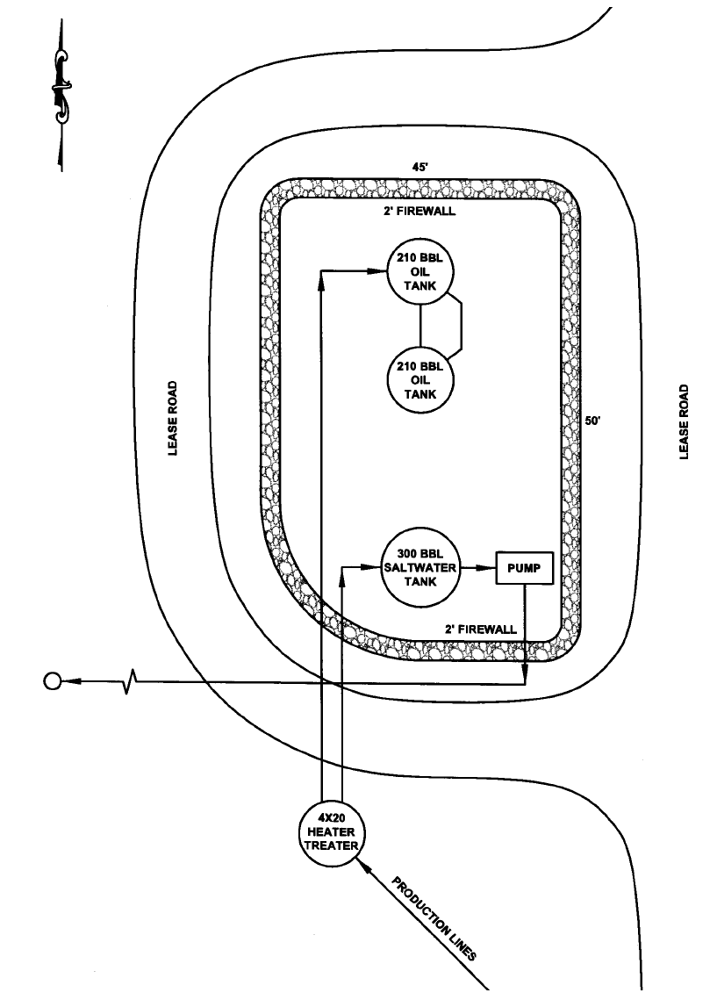 45'
2' FIREWALL
210 BBL
OIL
TANK
210 BBL
OIL
TANK
LEASE ROAD
50'
LEASE ROAD
300 BBL
SALTWATER
TANK
PUMP
2' FIREWALL
4X20
HEATER
TREATER
PRODUCTION LINES